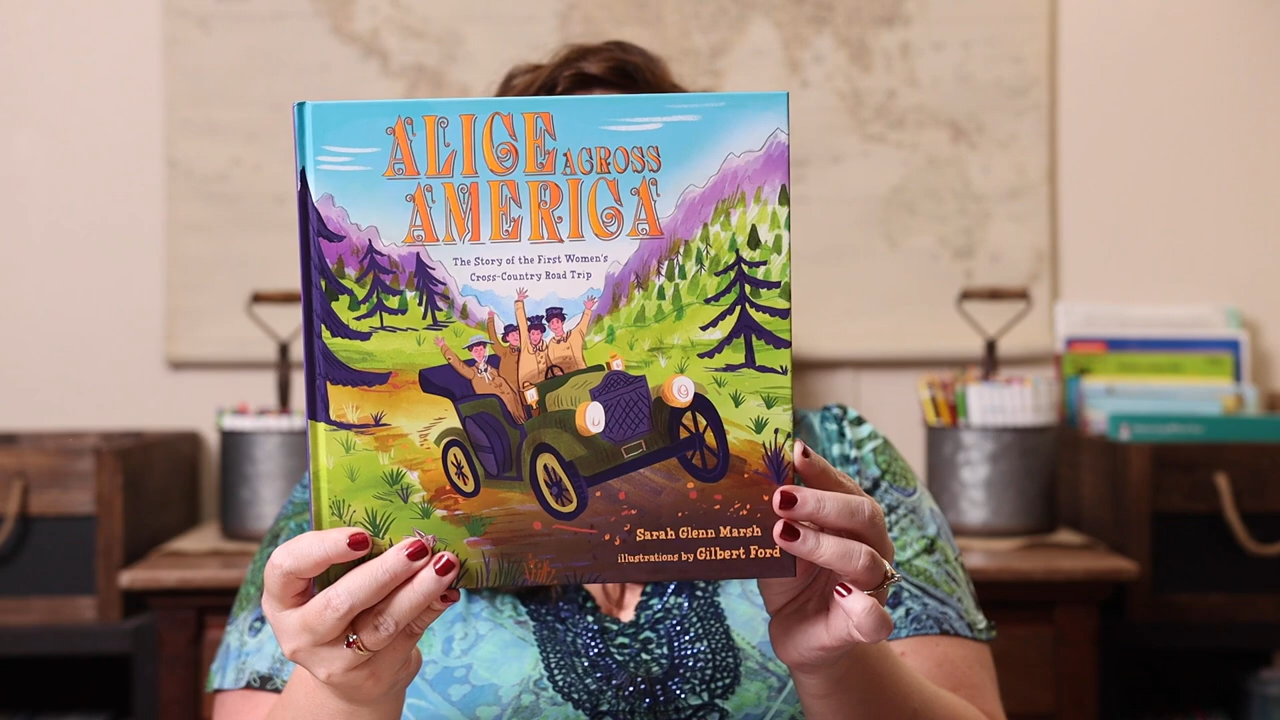 ALICE ACROSS
AMERICA
The Story of the First Women's
Cross-Country Road Trip
Sarah Glenn Marsh
illustrations by Gilbert Ford